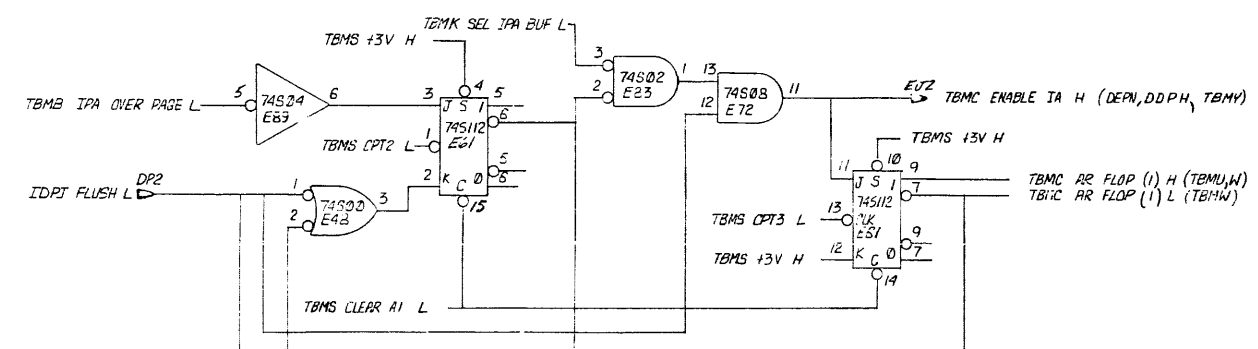 TBMK SEL IPA BUF L
TBMS +3V H
3
2
74S02
E23
1
13
12
74S08
E72
11
EJ2
TBMC ENABLE IA H (DEPN, DDPH, TBMY)
TBMB IPA OVER PAGE L
5
74S04
E89
6
3
4
J S 1
5
6
74S112
E61
1
TBMS CPT2 L
2
K C 0
5
6
15
IDPJ FLUSH L
DP2
1
2
74S00
E48
3
TBMS +3V H
10
11
J S 1
9
7
74S112
TBMC AR FLOP (1) H (TBMU,W)
TBMC AR FLOP (1) L (TBMW)
TBMS CPT3 L
13
CLK
E61
TBMS +3V H
12
K C 0
9
7
14
TBMS CLEAR A1 L